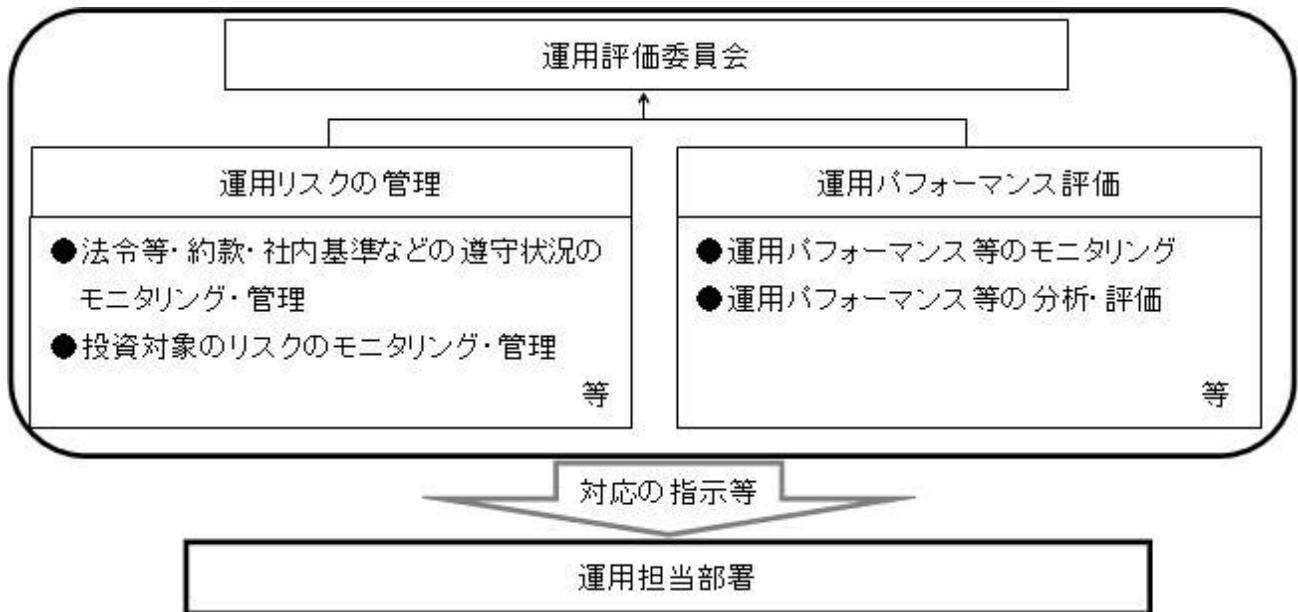 運用評価委員会
運用リスクの管理
●法令等・約款・社内基準などの遵守状況の
モニタリング・管理
●投資対象のリスクのモニタリング・管理
等
運用パフォーマンス評価
●運用パフォーマンス等のモニタリング
●運用パフォーマンス等の分析・評価
等
対応の指示等
運用担当部署